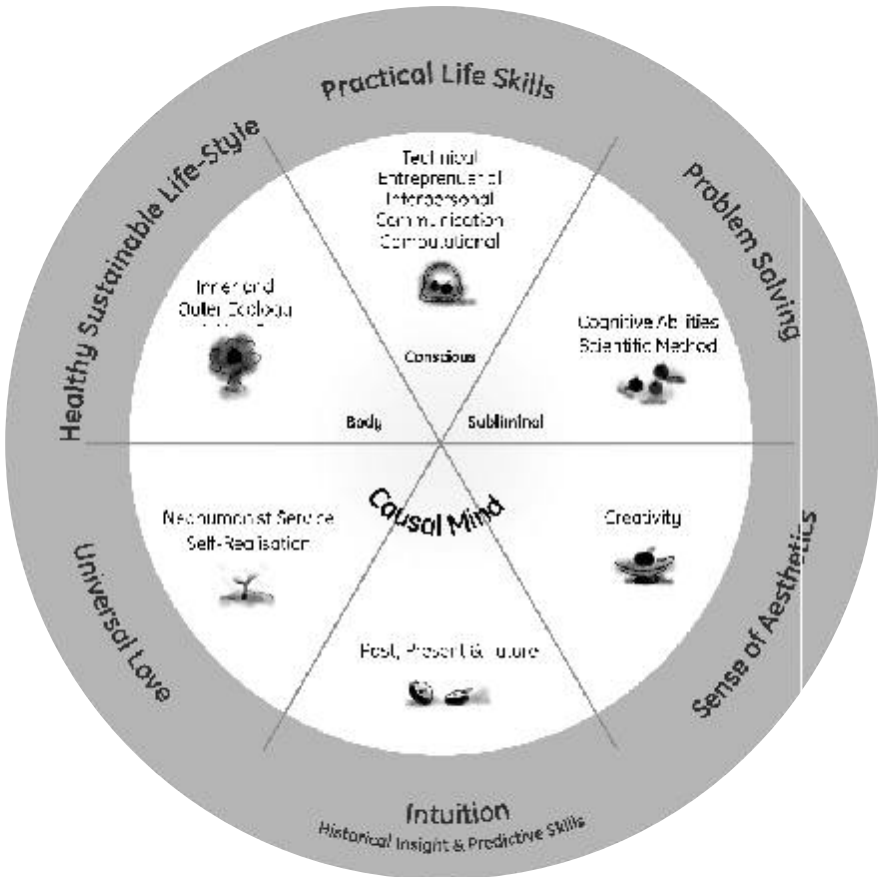 Practical Life Skills
Problem Solving
Sense of Aesthetics
Intuition
Historical Insight & Predictive Skills
Universal Love
Healthy Sustainable Life-Style
Technical
Entreprenuerial
Interpersonal
Communication
Computational
Conscious
Cognitive Abilities
Scientific Method
Subliminal
Creativity
Past, Present & Future
Neohumanist Service
Self-Realisation
Inner and
Outer Ecology
Body
Causal Mind